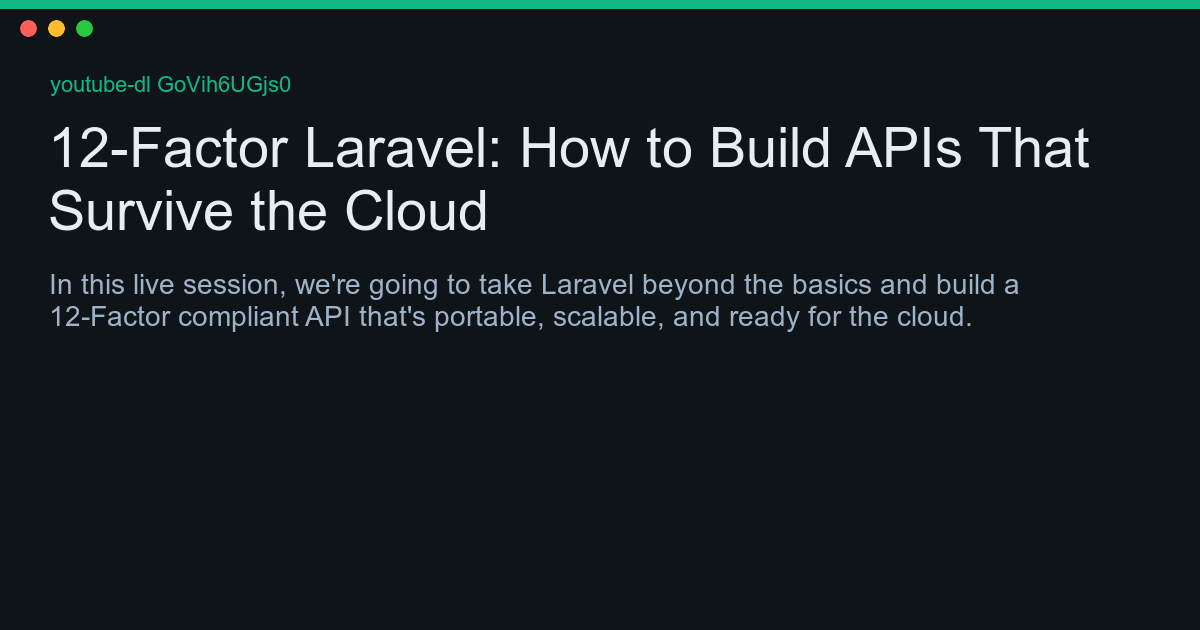 youtube-dl GoVih6UGjs0
12-Factor Laravel: How to Build APIs That
Survive the Cloud
In this live session, we're going to take Laravel beyond the basics and build a
12-Factor compliant API that's portable, scalable, and ready for the cloud.